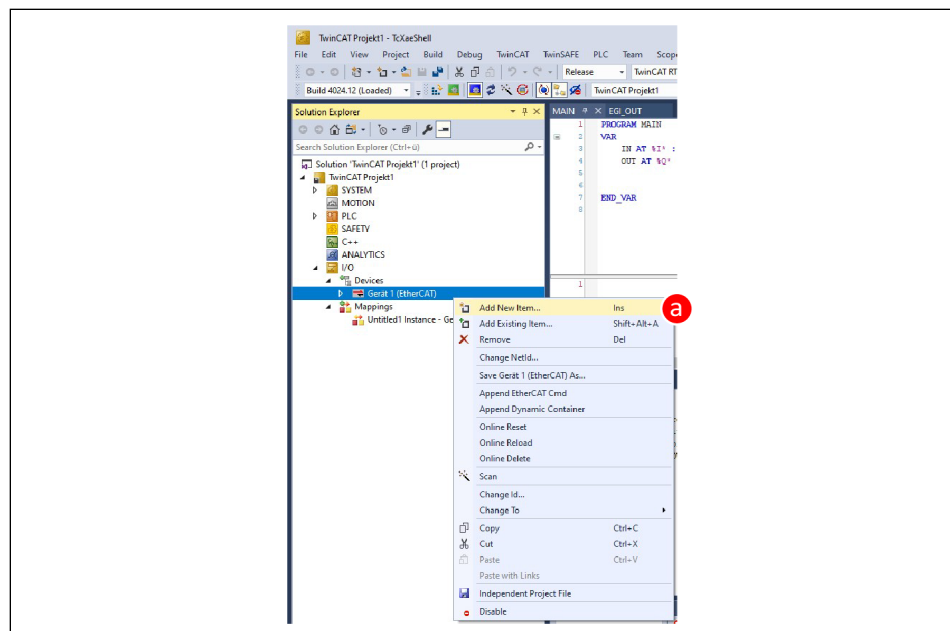 TwinCAT Projekt1 - TcXaeShell
File Edit View Project Build Debug TwinCAT TwinSAFE PLC Team Scop
Release TwinCAT RT
Build 4024.12 (Loaded) TwinCAT Projekt1
Solution Explorer
MAIN EGI_OUT
Search Solution Explorer (Ctrl+ü)
1 PROGRAM MAIN
2 VAR
3 IN AT %I* :
4 OUT AT %Q*
5
6
7 END_VAR
8
1
Solution 'TwinCAT Projekt1' (1 project)
TwinCAT Projekt1
SYSTEM
MOTION
PLC
SAFETY
C++
ANALYTICS
I/O
Devices
Gerät 1 (EtherCAT)
Mappings
Untitled1 Instance - Ge
Add New Item... Ins
a
Add Existing Item... Shift+Alt+A
Remove Del
Change NetId...
Save Gerät 1 (EtherCAT) As...
Append EtherCAT Cmd
Append Dynamic Container
Online Reset
Online Reload
Online Delete
Scan
Change Id...
Change To
Copy Ctrl+C
Cut Ctrl+X
Paste Ctrl+V
Paste with Links
Independent Project File
Disable